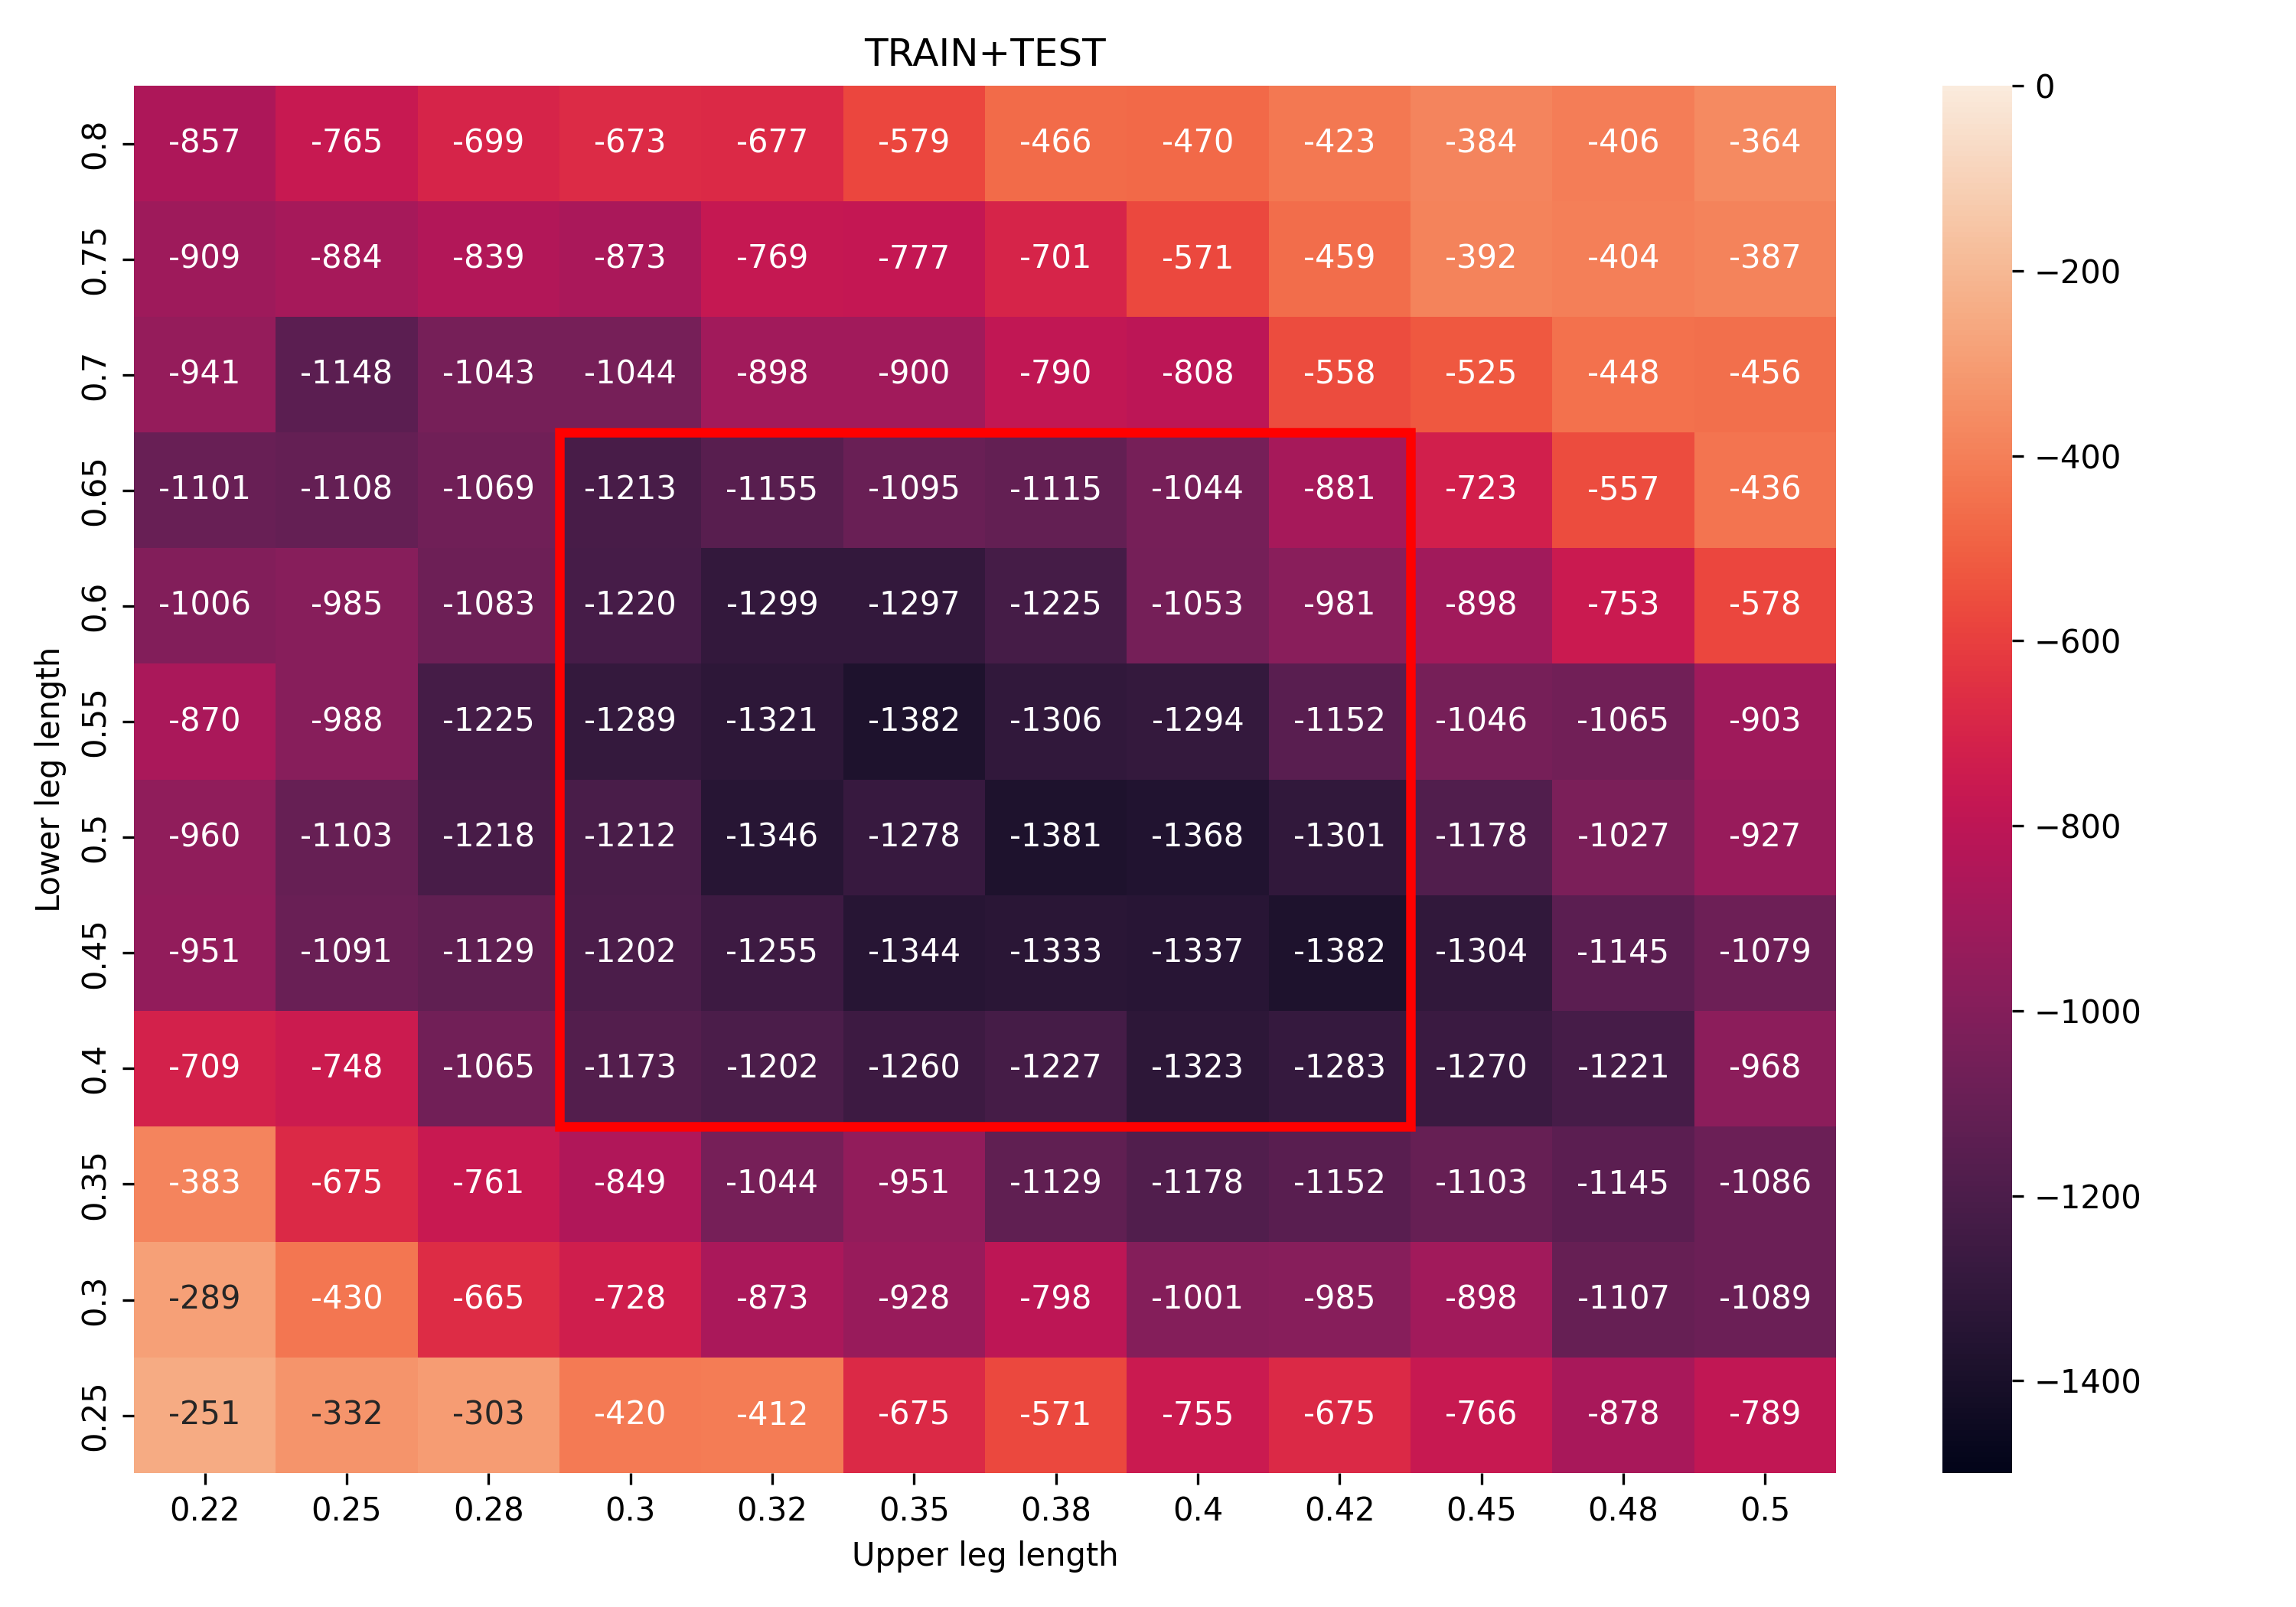 TRAIN+TEST
0.8 -857 -765 -699 -673 -677 -579 -466 -470 -423 -384 -406 -364
0.75 -909 -884 -839 -873 -769 -777 -701 -571 -459 -392 -404 -387
0.7 -941 -1148 -1043 -1044 -898 -900 -790 -808 -558 -525 -448 -456
0.65 -1101 -1108 -1069 -1213 -1155 -1095 -1115 -1044 -881 -723 -557 -436
0.6 -1006 -985 -1083 -1220 -1299 -1297 -1225 -1053 -981 -898 -753 -578
0.55 -870 -988 -1225 -1289 -1321 -1382 -1306 -1294 -1152 -1046 -1065 -903
0.5 -960 -1103 -1218 -1212 -1346 -1278 -1381 -1368 -1301 -1178 -1027 -927
0.45 -951 -1091 -1129 -1202 -1255 -1344 -1333 -1337 -1382 -1304 -1145 -1079
0.4 -709 -748 -1065 -1173 -1202 -1260 -1227 -1323 -1283 -1270 -1221 -968
0.35 -383 -675 -761 -849 -1044 -951 -1129 -1178 -1152 -1103 -1145 -1086
0.3 -289 -430 -665 -728 -873 -928 -798 -1001 -985 -898 -1107 -1089
0.25 -251 -332 -303 -420 -412 -675 -571 -755 -675 -766 -878 -789
0.22 0.25 0.28 0.3 0.32 0.35 0.38 0.4 0.42 0.45 0.48 0.5
Upper leg length
Lower leg length
0
−200
−400
−600
−800
−1000
−1200
−1400